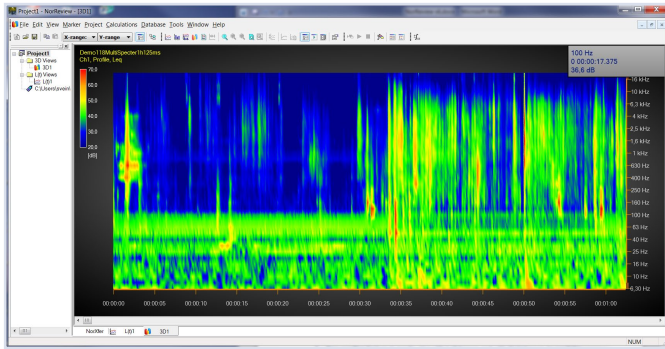 Project1 - NorReview - [3D1]
File Edit View Marker Project Calculations Database Tools Window Help
X-range: Y-range
Project1
3D Views
3D1
L(t) Views
L(t)1
C:\Users\svein\
Demo118MultiSpecter1h125ms
Ch1, Profile, Leq
70,0
60,0
50,0
40,0
30,0
20,0
[dB]
100 Hz
0 00:00:17.375
36,6 dB
16 kHz
10 kHz
6,3 kHz
4 kHz
2,5 kHz
1,6 kHz
1 kHz
630 Hz
400 Hz
250 Hz
160 Hz
100 Hz
63 Hz
40 Hz
25 Hz
16 Hz
10 Hz
6,30 Hz
00:00:00 00:00:05 00:00:10 00:00:15 00:00:20 00:00:25 00:00:30 00:00:35 00:00:40 00:00:45 00:00:50 00:00:55 00:01:00
NorXfer L(t)1 3D1
NUM